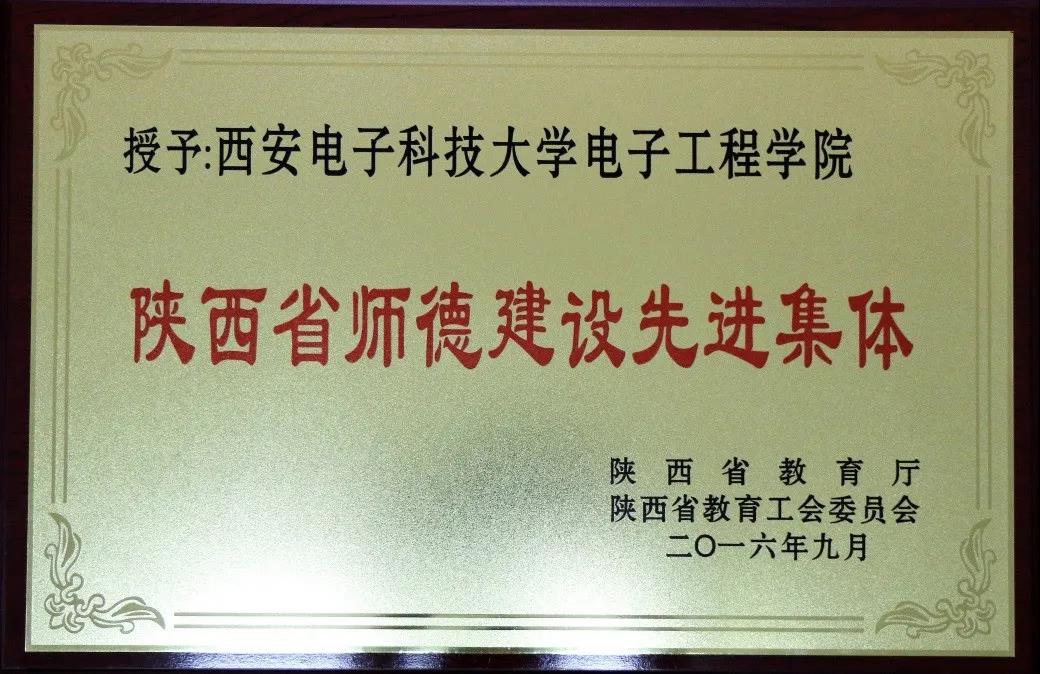 授予:西安电子科技大学电子工程学院
陕西省师德建设先进集体
陕西省教育厅
陕西省教育工会委员会
二〇一六年九月